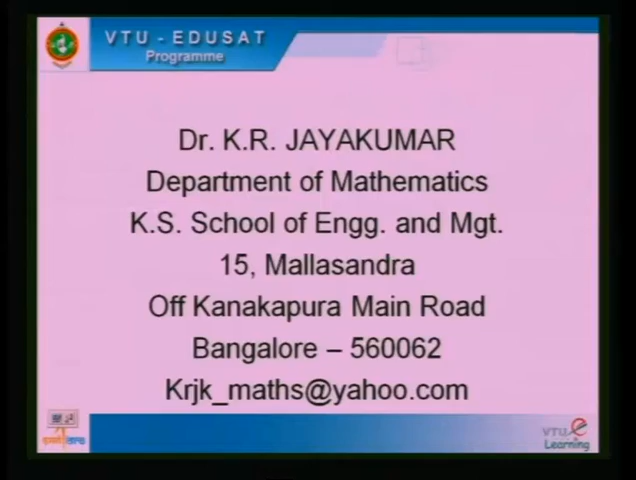 VTU - EDUSAT
Programme
Dr. K.R. JAYAKUMAR
Department of Mathematics
K.S. School of Engg. and Mgt.
15, Mallasandra
Off Kanakapura Main Road
Bangalore – 560062
Krjk_maths@yahoo.com
VTU e
Learning